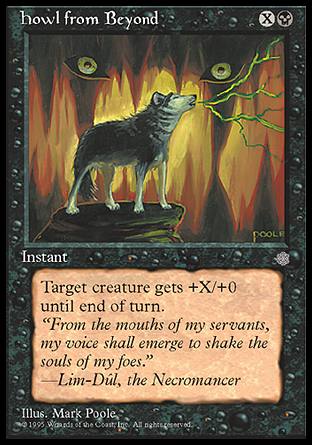 Howl from Beyond
X
POOLE
Instant
Target creature gets +X/+0
until end of turn.
“From the mouths of my servants,
my voice shall emerge to shake the
souls of my foes.”
—Lim-Dûl, the Necromancer
Illus. Mark Poole
© 1995 Wizards of the Coast, Inc. All rights reserved.